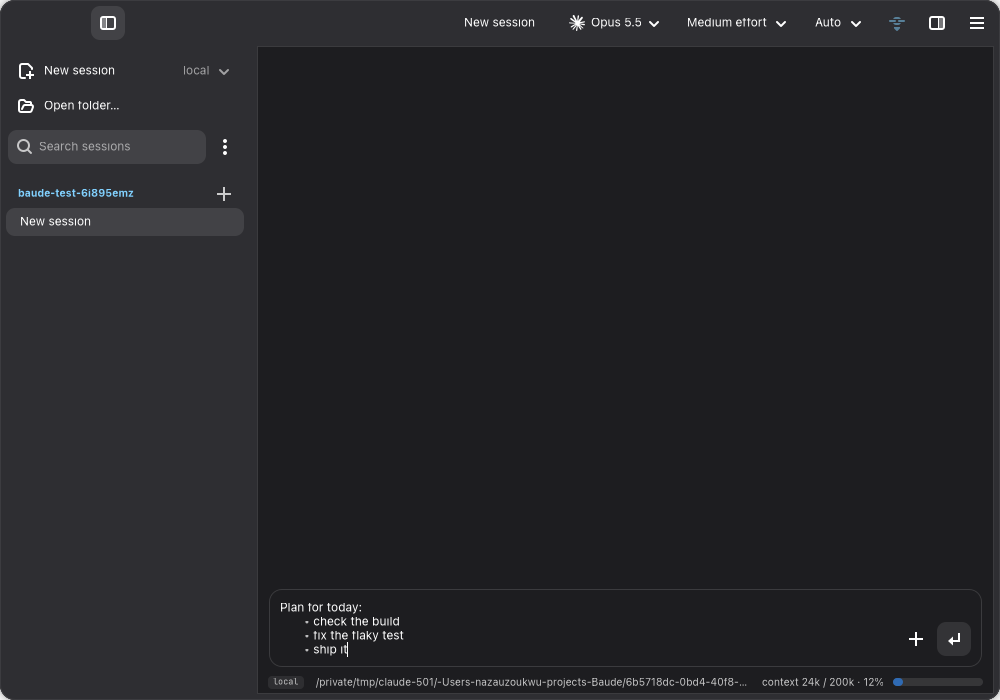 New session
Opus 5.5
Medium effort
Auto
New session
local
Open folder...
Search sessions
baude-test-6i895emz
New session
Plan for today:
- check the build
- fix the flaky test
- ship it
local
/private/tmp/claude-501/-Users-nazauzoukwu-projects-Baude/6b5718dc-0bd4-40f8-...
context 24k / 200k · 12%